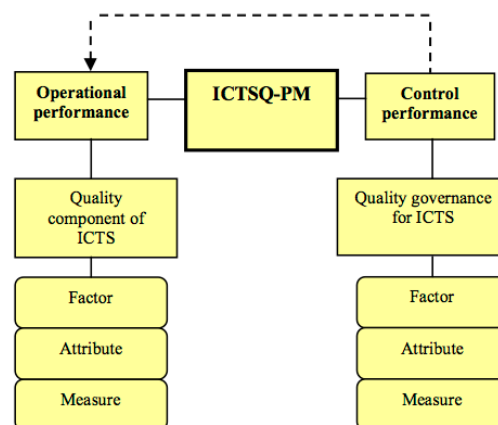 Operational
performance
ICTSQ-PM
Control
performance
Quality
component of
ICTS
Quality governance
for ICTS
Factor
Attribute
Measure
Factor
Attribute
Measure